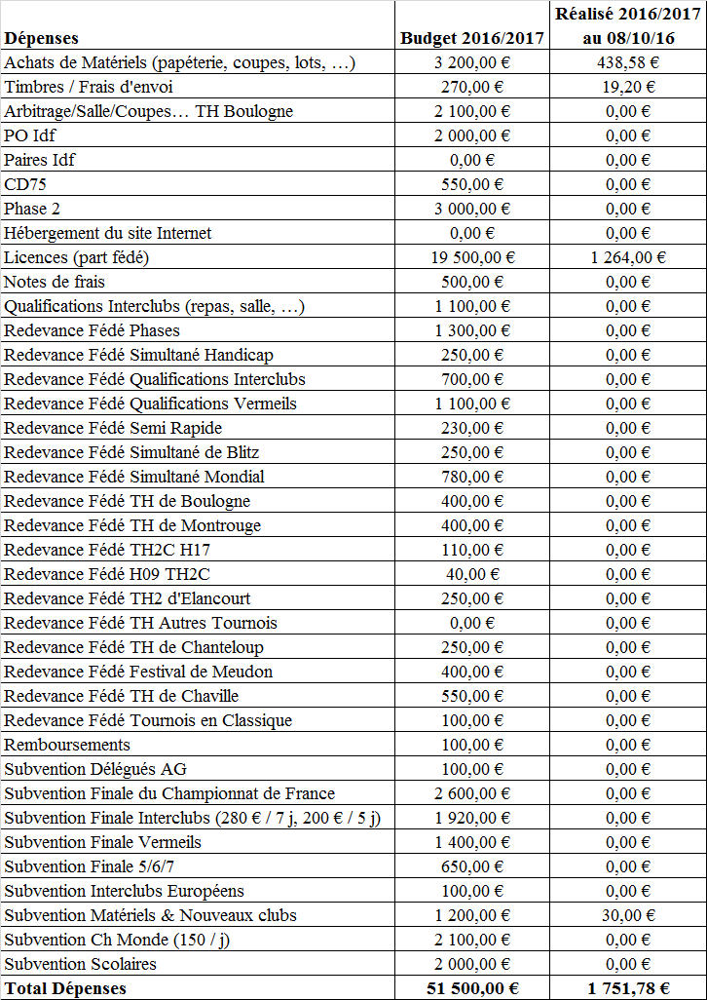 Dépenses Budget 2016/2017 Réalisé 2016/2017 au 08/10/16
Achats de Matériels (papéterie, coupes, lots, …) 3 200,00 € 438,58 €
Timbres / Frais d'envoi 270,00 € 19,20 €
Arbitrage/Salle/Coupes… TH Boulogne 2 100,00 € 0,00 €
PO Idf 2 000,00 € 0,00 €
Paires Idf 0,00 € 0,00 €
CD75 550,00 € 0,00 €
Phase 2 3 000,00 € 0,00 €
Hébergement du site Internet 0,00 € 0,00 €
Licences (part fédé) 19 500,00 € 1 264,00 €
Notes de frais 500,00 € 0,00 €
Qualifications Interclubs (repas, salle, …) 1 100,00 € 0,00 €
Redevance Fédé Phases 1 300,00 € 0,00 €
Redevance Fédé Simultané Handicap 250,00 € 0,00 €
Redevance Fédé Qualifications Interclubs 700,00 € 0,00 €
Redevance Fédé Qualifications Vermeils 1 100,00 € 0,00 €
Redevance Fédé Semi Rapide 230,00 € 0,00 €
Redevance Fédé Simultané de Blitz 250,00 € 0,00 €
Redevance Fédé Simultané Mondial 780,00 € 0,00 €
Redevance Fédé TH de Boulogne 400,00 € 0,00 €
Redevance Fédé TH de Montrouge 400,00 € 0,00 €
Redevance Fédé TH2C H17 110,00 € 0,00 €
Redevance Fédé H09 TH2C 40,00 € 0,00 €
Redevance Fédé TH2 d'Elancourt 250,00 € 0,00 €
Redevance Fédé TH Autres Tournois 0,00 € 0,00 €
Redevance Fédé TH de Chanteloup 250,00 € 0,00 €
Redevance Fédé Festival de Meudon 400,00 € 0,00 €
Redevance Fédé TH de Chaville 550,00 € 0,00 €
Redevance Fédé Tournois en Classique 100,00 € 0,00 €
Remboursements 100,00 € 0,00 €
Subvention Délégués AG 100,00 € 0,00 €
Subvention Finale du Championnat de France 2 600,00 € 0,00 €
Subvention Finale Interclubs (280 € / 7 j, 200 € / 5 j) 1 920,00 € 0,00 €
Subvention Finale Vermeils 1 400,00 € 0,00 €
Subvention Finale 5/6/7 650,00 € 0,00 €
Subvention Interclubs Européens 100,00 € 0,00 €
Subvention Matériels & Nouveaux clubs 1 200,00 € 30,00 €
Subvention Ch Monde (150 / j) 2 100,00 € 0,00 €
Subvention Scolaires 2 000,00 € 0,00 €
Total Dépenses 51 500,00 € 1 751,78 €